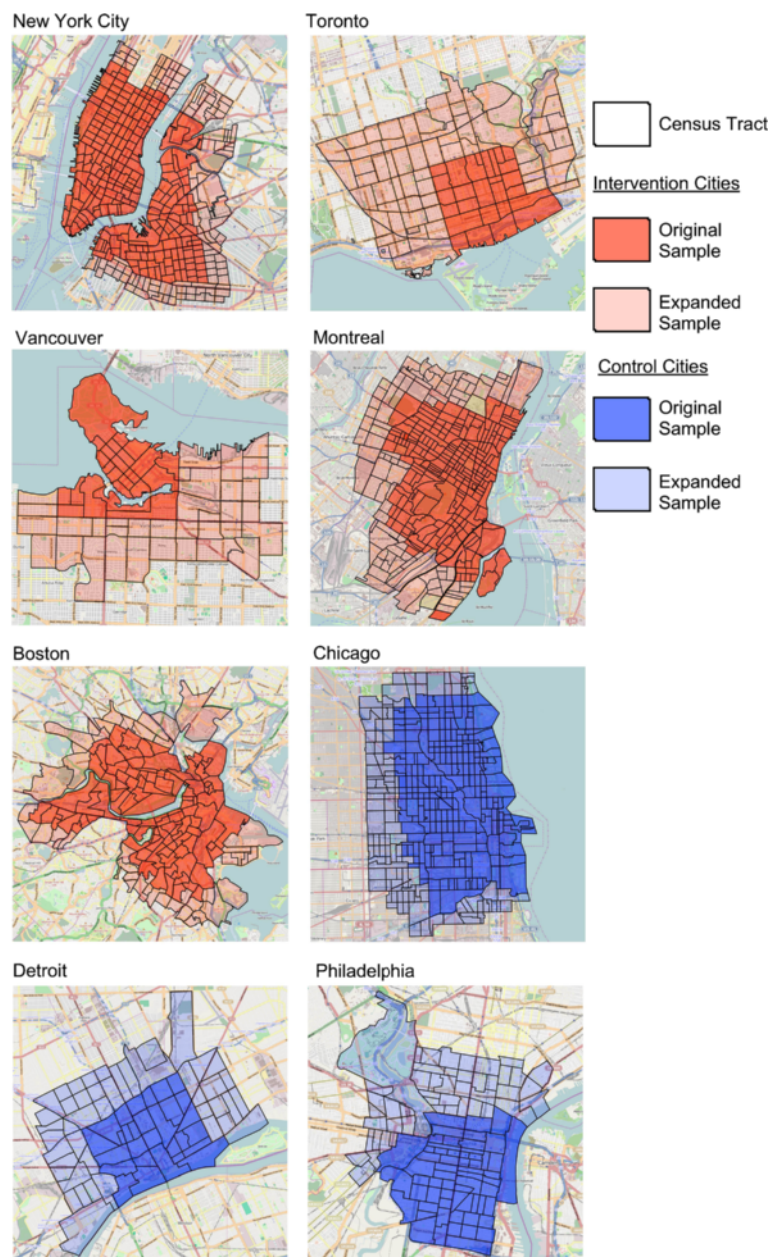 New York City
Toronto
Census Tract
Intervention Cities
Original
Sample
Expanded
Sample
Vancouver
Montreal
Control Cities
Original
Sample
Expanded
Sample
Boston
Chicago
Detroit
Philadelphia